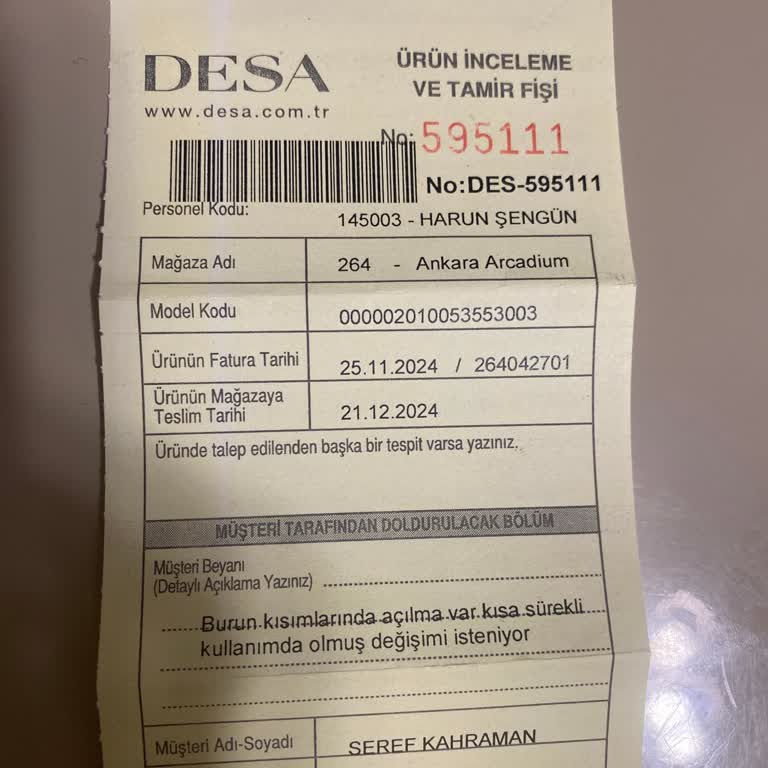 DESA
www.desa.com.tr
ÜRÜN İNCELEME
VE TAMİR FİŞİ
No: 595111
No:DES-595111
Personel Kodu: 145003 - HARUN ŞENGÜN
Mağaza Adı 264 - Ankara Arcadium
Model Kodu 000002010053553003
Ürünün Fatura Tarihi 25.11.2024 / 264042701
Ürünün Mağazaya
Teslim Tarihi 21.12.2024
Üründe talep edilenden başka bir tespit varsa yazınız.
MÜŞTERİ TARAFINDAN DOLDURULACAK BÖLÜM
Müşteri Beyanı
(Detaylı Açıklama Yazınız)
Burun kısımlarında açılma var kısa sürekli
kullanımda olmuş değişimi isteniyor
Müşteri Adı-Soyadı SEREF KAHRAMAN